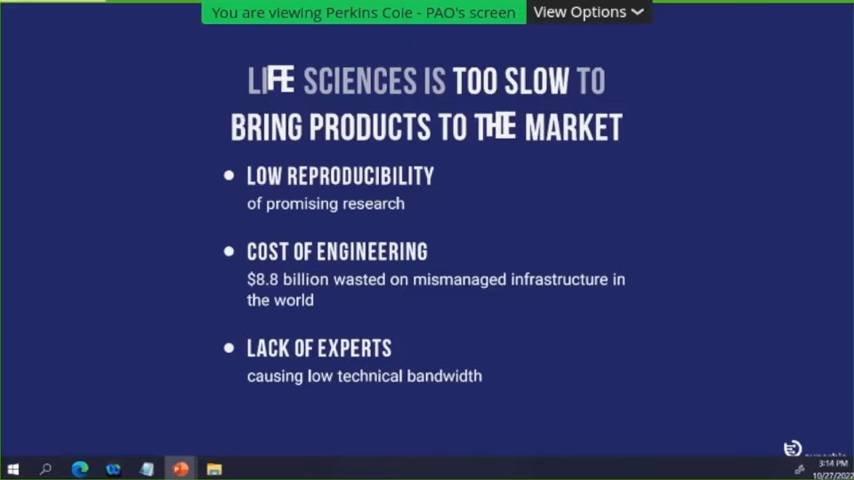 You are viewing Perkins Coie - PAO's screen View Options
LIFE SCIENCES IS TOO SLOW TO
BRING PRODUCTS TO THE MARKET
LOW REPRODUCIBILITY
of promising research
COST OF ENGINEERING
$8.8 billion wasted on mismanaged infrastructure in
the world
LACK OF EXPERTS
causing low technical bandwidth
3:14 PM
10/27/2022